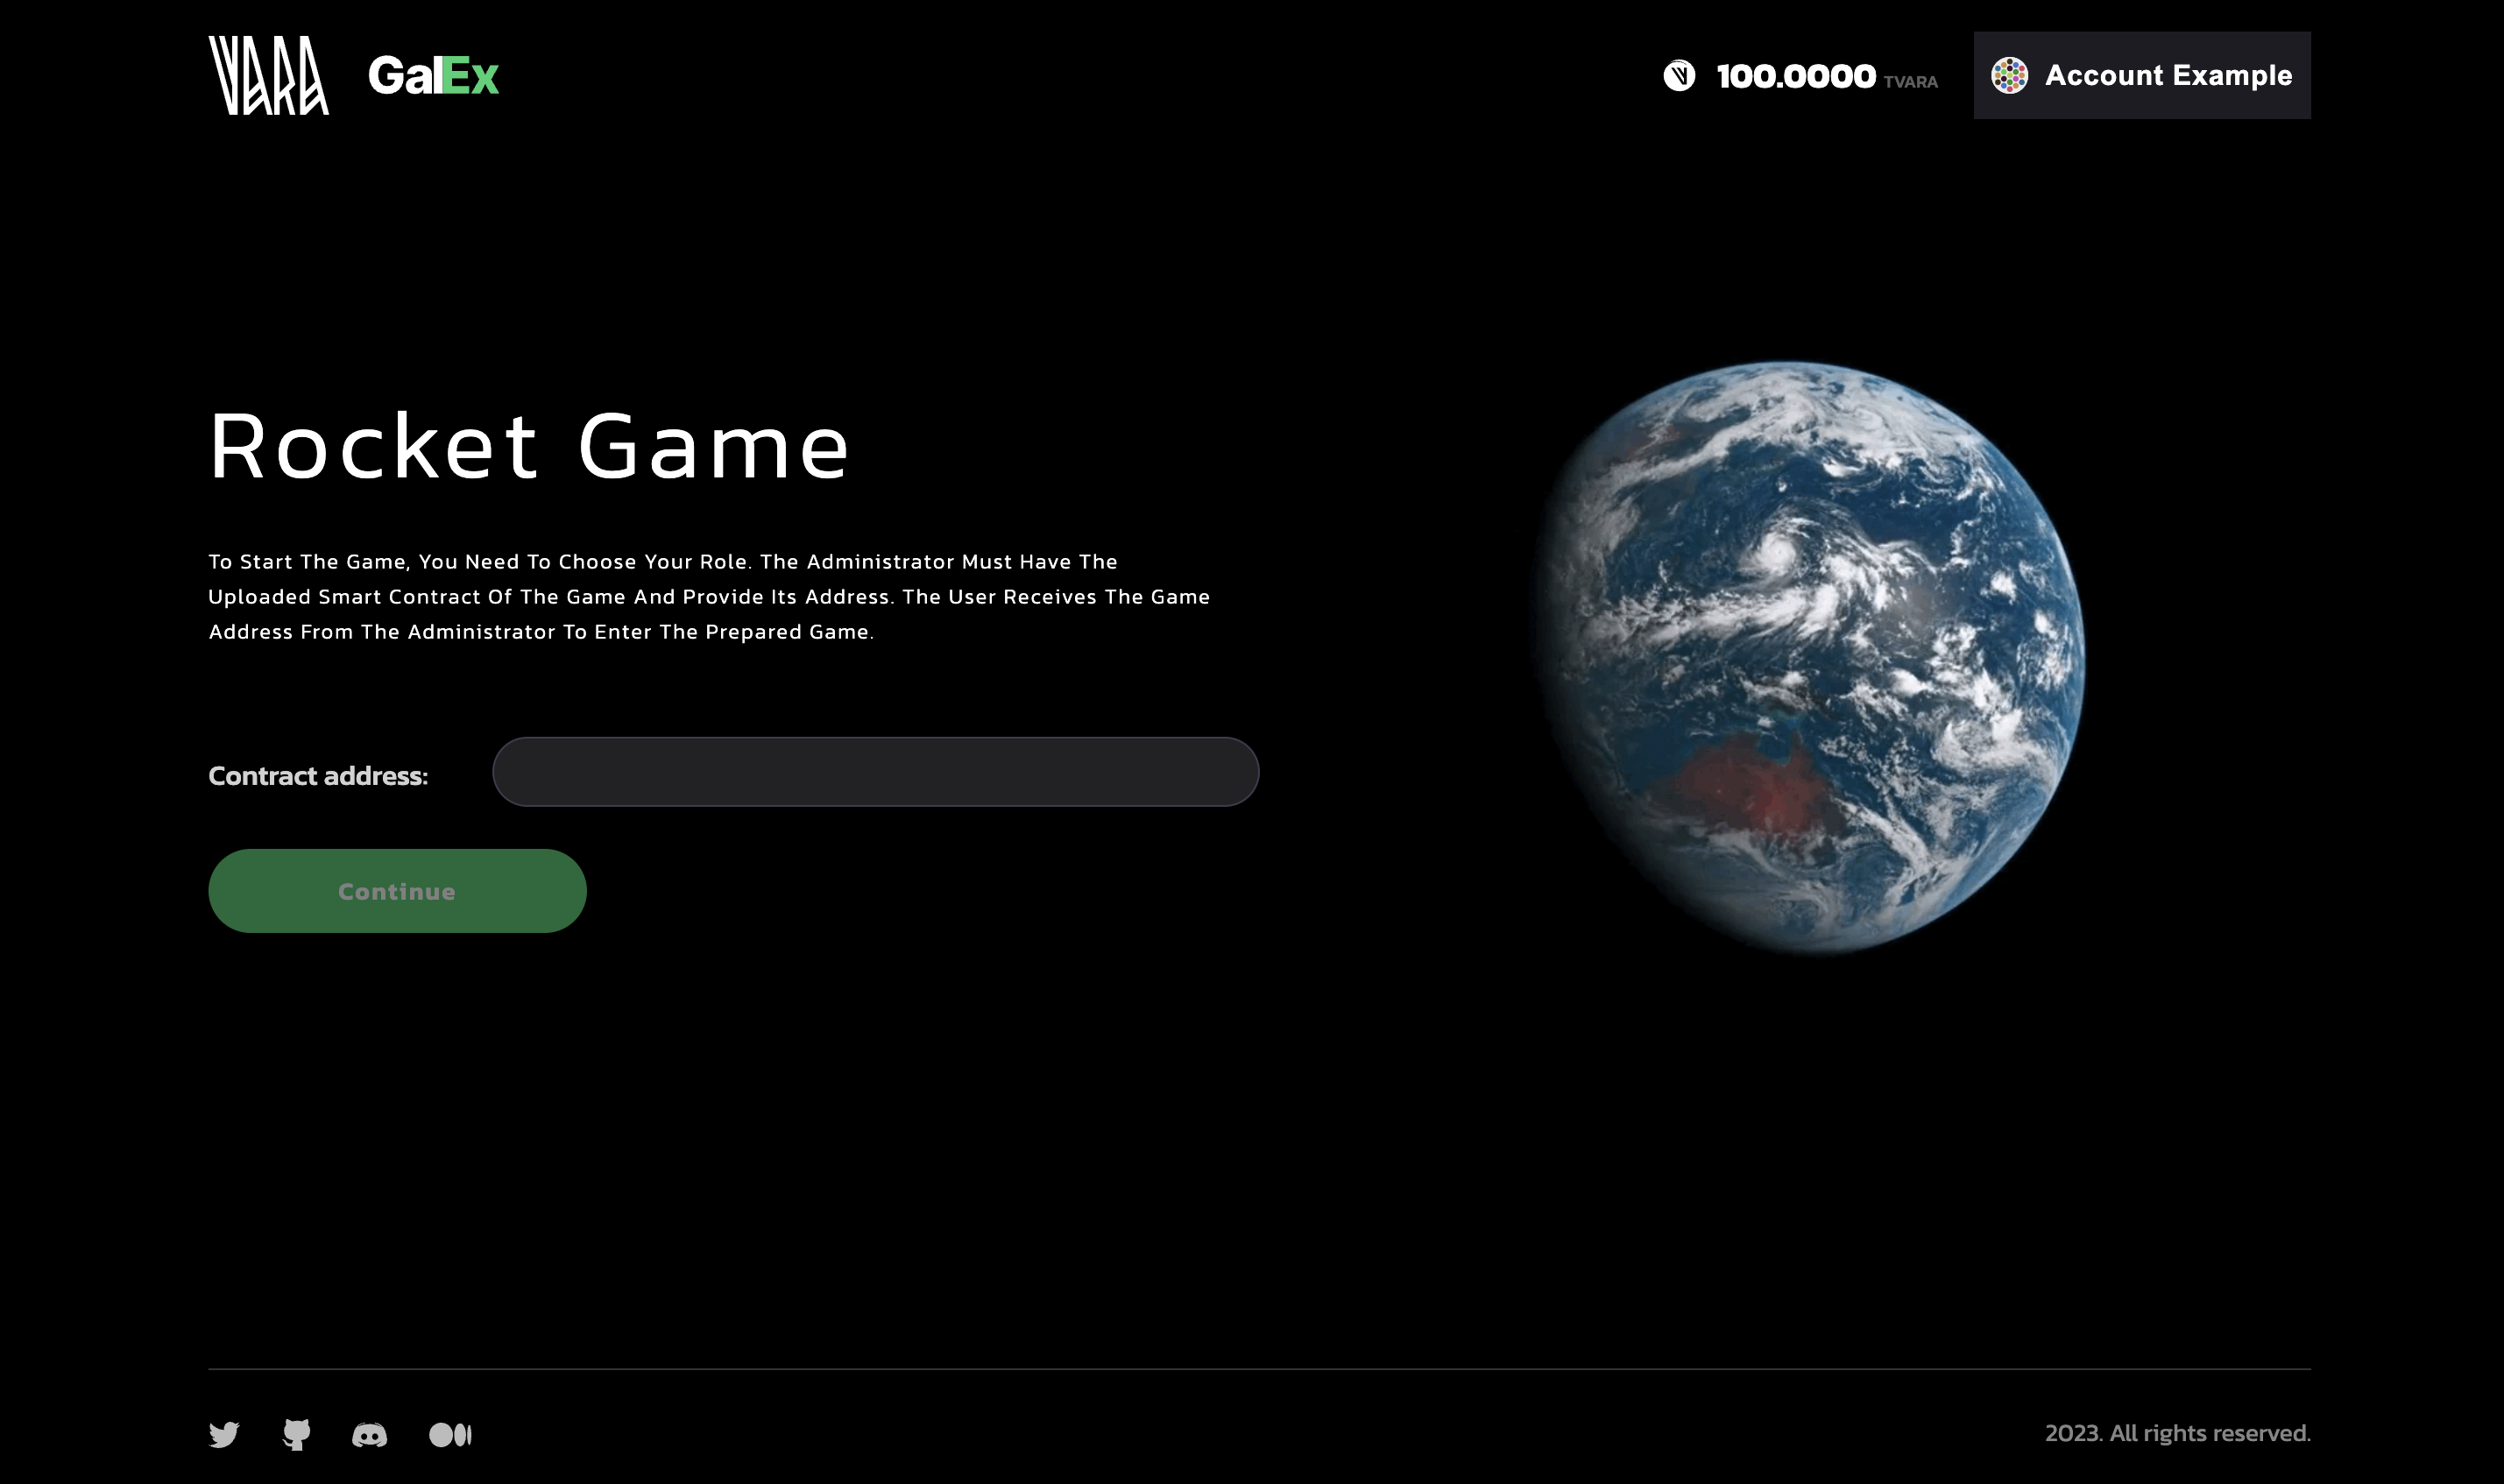 VARA GalEx
100.0000 TVARA
Account Example
Rocket Game
To Start The Game, You Need To Choose Your Role. The Administrator Must Have The
Uploaded Smart Contract Of The Game And Provide Its Address. The User Receives The Game
Address From The Administrator To Enter The Prepared Game.
Contract address:
Continue
2023. All rights reserved.